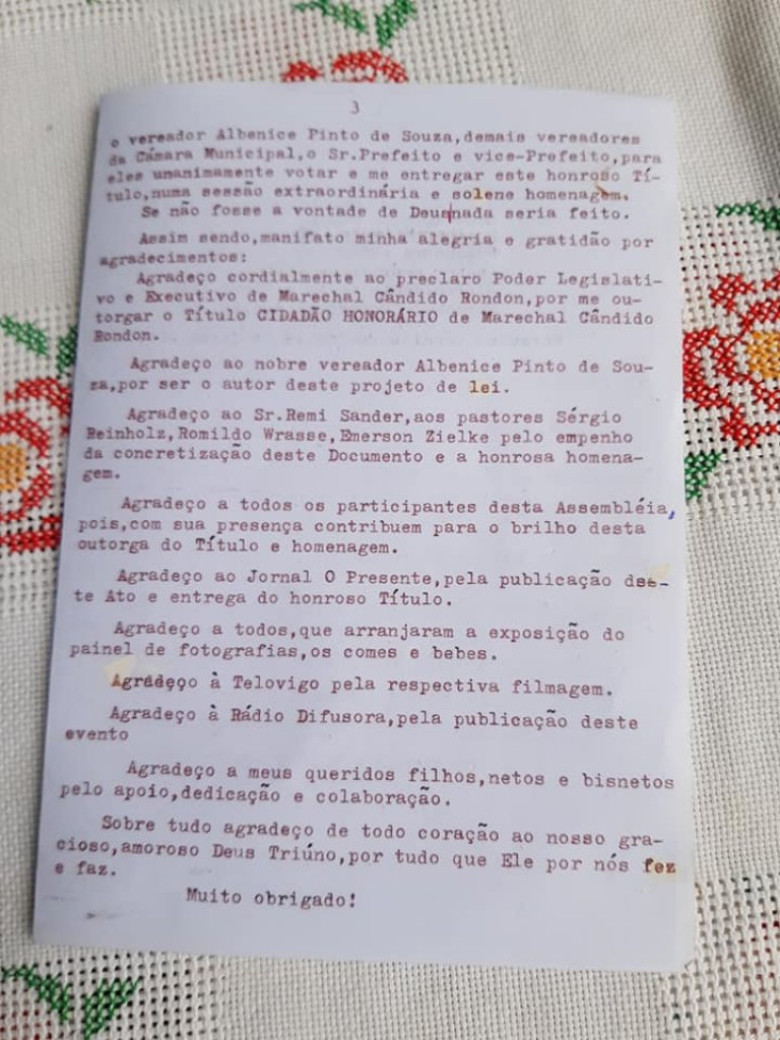 3
o vereador Albenice Pinto de Souza,demais vereadores
da Câmara Municipal,o Sr.Prefeito e vice-Prefeito,para
eles unanimamente votar e me entregar este honroso Tí-
tulo,numa sessão extraordinária e solene homenagem.
Se não fosse a vontade de Deus nada seria feito.
Assim sendo,manifato minha alegria e gratidão por
agradecimentos:
Agradeço cordialmente ao preclaro Poder Legislati-
vo e Executivo de Marechal Cândido Rondon,por me ou-
torgar o Título CIDADÃO HONORÁRIO de Marechal Cândido
Rondon.
Agradeço ao nobre vereador Albenice Pinto de Sou-
za,por ser o autor deste projeto de lei.
Agradeço ao Sr.Remi Sander,aos pastores Sérgio
Reinholz,Romildo Wrasse,Emerson Zielke pelo empenho
da concretização deste Documento e a honrosa homena-
gem.
Agradeço a todos os participantes desta Assembléia,
pois,com sua presença contribuem para o brilho desta
outorga do Título e homenagem.
Agradeço ao Jornal O Presente,pela publicação des-
te Ato e entrega do honroso Título.
Agradeço a todos,que arranjaram a exposição do
painel de fotografias,os comes e bebes.
Agradeço à Telovigo pela respectiva filmagem.
Agradeço à Rádio Difusora,pela publicação deste
evento
Agradeço a meus queridos filhos,netos e bisnetos
pelo apoio,dedicação e colaboração.
Sobre tudo agradeço de todo coração ao nosso gra-
cioso,amoroso Deus Triúno,por tudo que Ele por nós fez
e faz.
Muito obrigado!